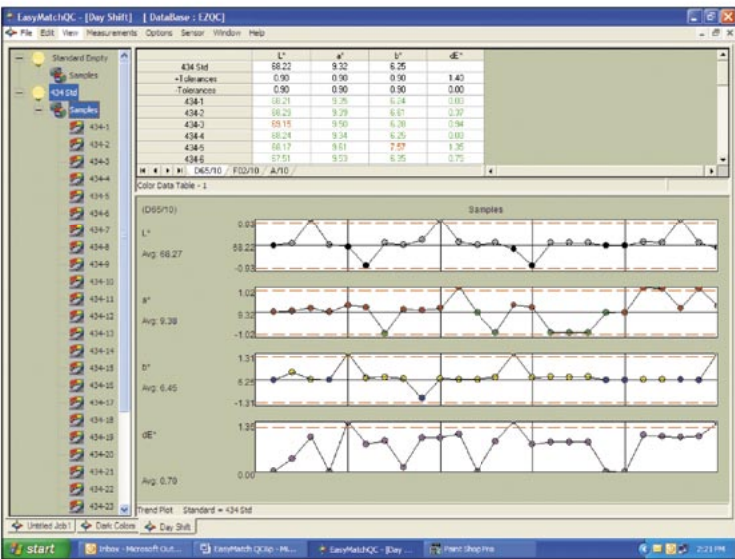 EasyMatchQC - [Day Shift] [ DataBase : EZQC]
File Edit View Measurements Options Sensor Window Help
Standard Empty
Samples
434 Std
Samples
434-1
434-2
434-3
434-4
434-5
434-6
434-7
434-8
434-9
434-10
434-11
434-12
434-13
434-14
434-15
434-16
434-17
434-18
434-19
434-20
434-21
434-22
434-23
L* a* b* dE*
434 Std 68.22 9.32 6.25
+Tolerances 0.90 0.90 0.90 1.40
-Tolerances 0.90 0.90 0.90 0.00
434-1 68.21 9.35 6.24 0.03
434-2 68.23 9.39 6.61 0.37
434-3 69.15 9.50 6.28 0.94
434-4 68.24 9.34 6.25 0.03
434-5 68.17 9.61 7.57 1.35
434-6 67.51 9.53 6.35 0.75
D65/10 F02/10 A/10
Color Data Table - 1
(D65/10) Samples
L*
Avg: 68.27
0.93
68.22
-0.93
a*
Avg: 9.38
1.02
9.32
-1.02
b*
Avg: 6.45
1.31
6.25
-1.31
dE*
Avg: 0.70
1.35
0.00
Trend Plot Standard = 434 Std
Untitled Job1 Dark Colors Day Shift
start Inbox - Microsoft Out... EasyMatch QCAp - Mi... EasyMatchQC - [Day ... Paint Shop Pro 2:21 PM